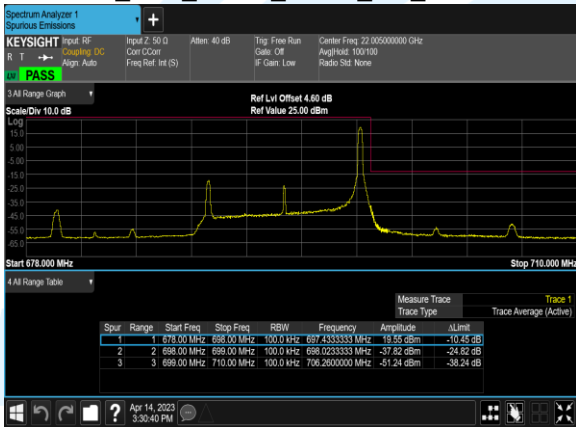 Spectrum Analyzer 1
Spurious Emissions
KEYSIGHT Input: RF Input Z: 50 Ω Atten: 40 dB Trig: Free Run Center Freq: 22.005000000 GHz
R T Coupling: DC Corr CCorr Gate: Off Avg|Hold: 100/100
Align: Auto Freq Ref: Int (S) IF Gain: Low Radio Std: None
PASS
3 All Range Graph
Ref Lvl Offset 4.60 dB
Scale/Div 10.0 dB Ref Value 25.00 dBm
Log
15.0
5.00
-5.00
-15.0
-25.0
-35.0
-45.0
-55.0
-65.0
Start 678.000 MHz Stop 710.000 MHz
4 All Range Table
Measure Trace Trace 1
Trace Type Trace Average (Active)
Spur Range Start Freq Stop Freq RBW Frequency Amplitude ΔLimit
1 1 678.00 MHz 698.00 MHz 100.0 kHz 697.4333333 MHz 19.55 dBm -10.45 dB
2 2 698.00 MHz 699.00 MHz 100.0 kHz 698.0233333 MHz -37.82 dBm -24.82 dB
3 3 699.00 MHz 710.00 MHz 100.0 kHz 706.2600000 MHz -51.24 dBm -38.24 dB
Apr 14, 2023
3:30:40 PM